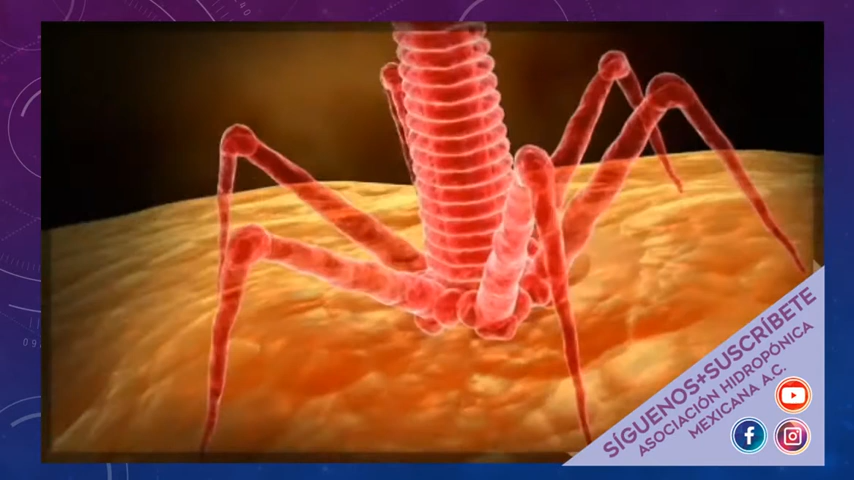 SÍGUENOS+SUSCRÍBETE
ASOCIACIÓN HIDROPÓNICA
MEXICANA A.C.